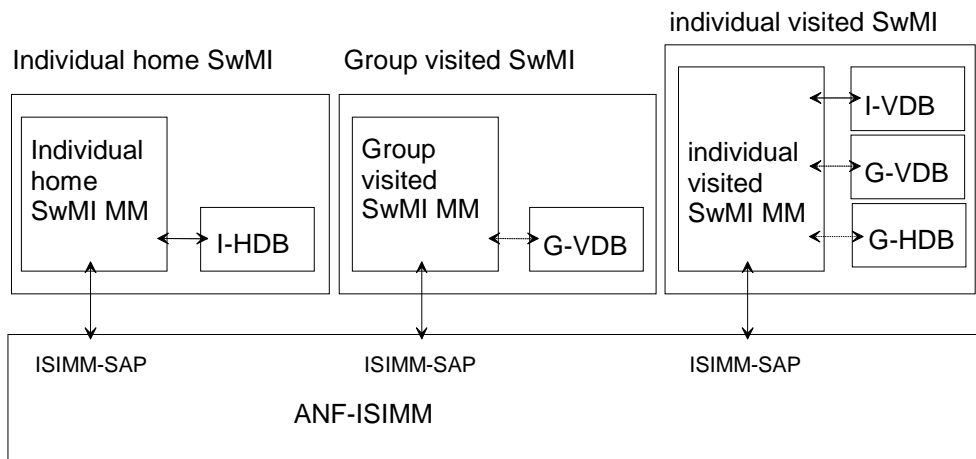 Individual home SwMI
Group visited SwMI
individual visited SwMI
Individual
home
SwMI MM
I-HDB
Group
visited
SwMI MM
G-VDB
individual
visited
SwMI MM
I-VDB
G-VDB
G-HDB
ISIMM-SAP
ISIMM-SAP
ISIMM-SAP
ANF-ISIMM